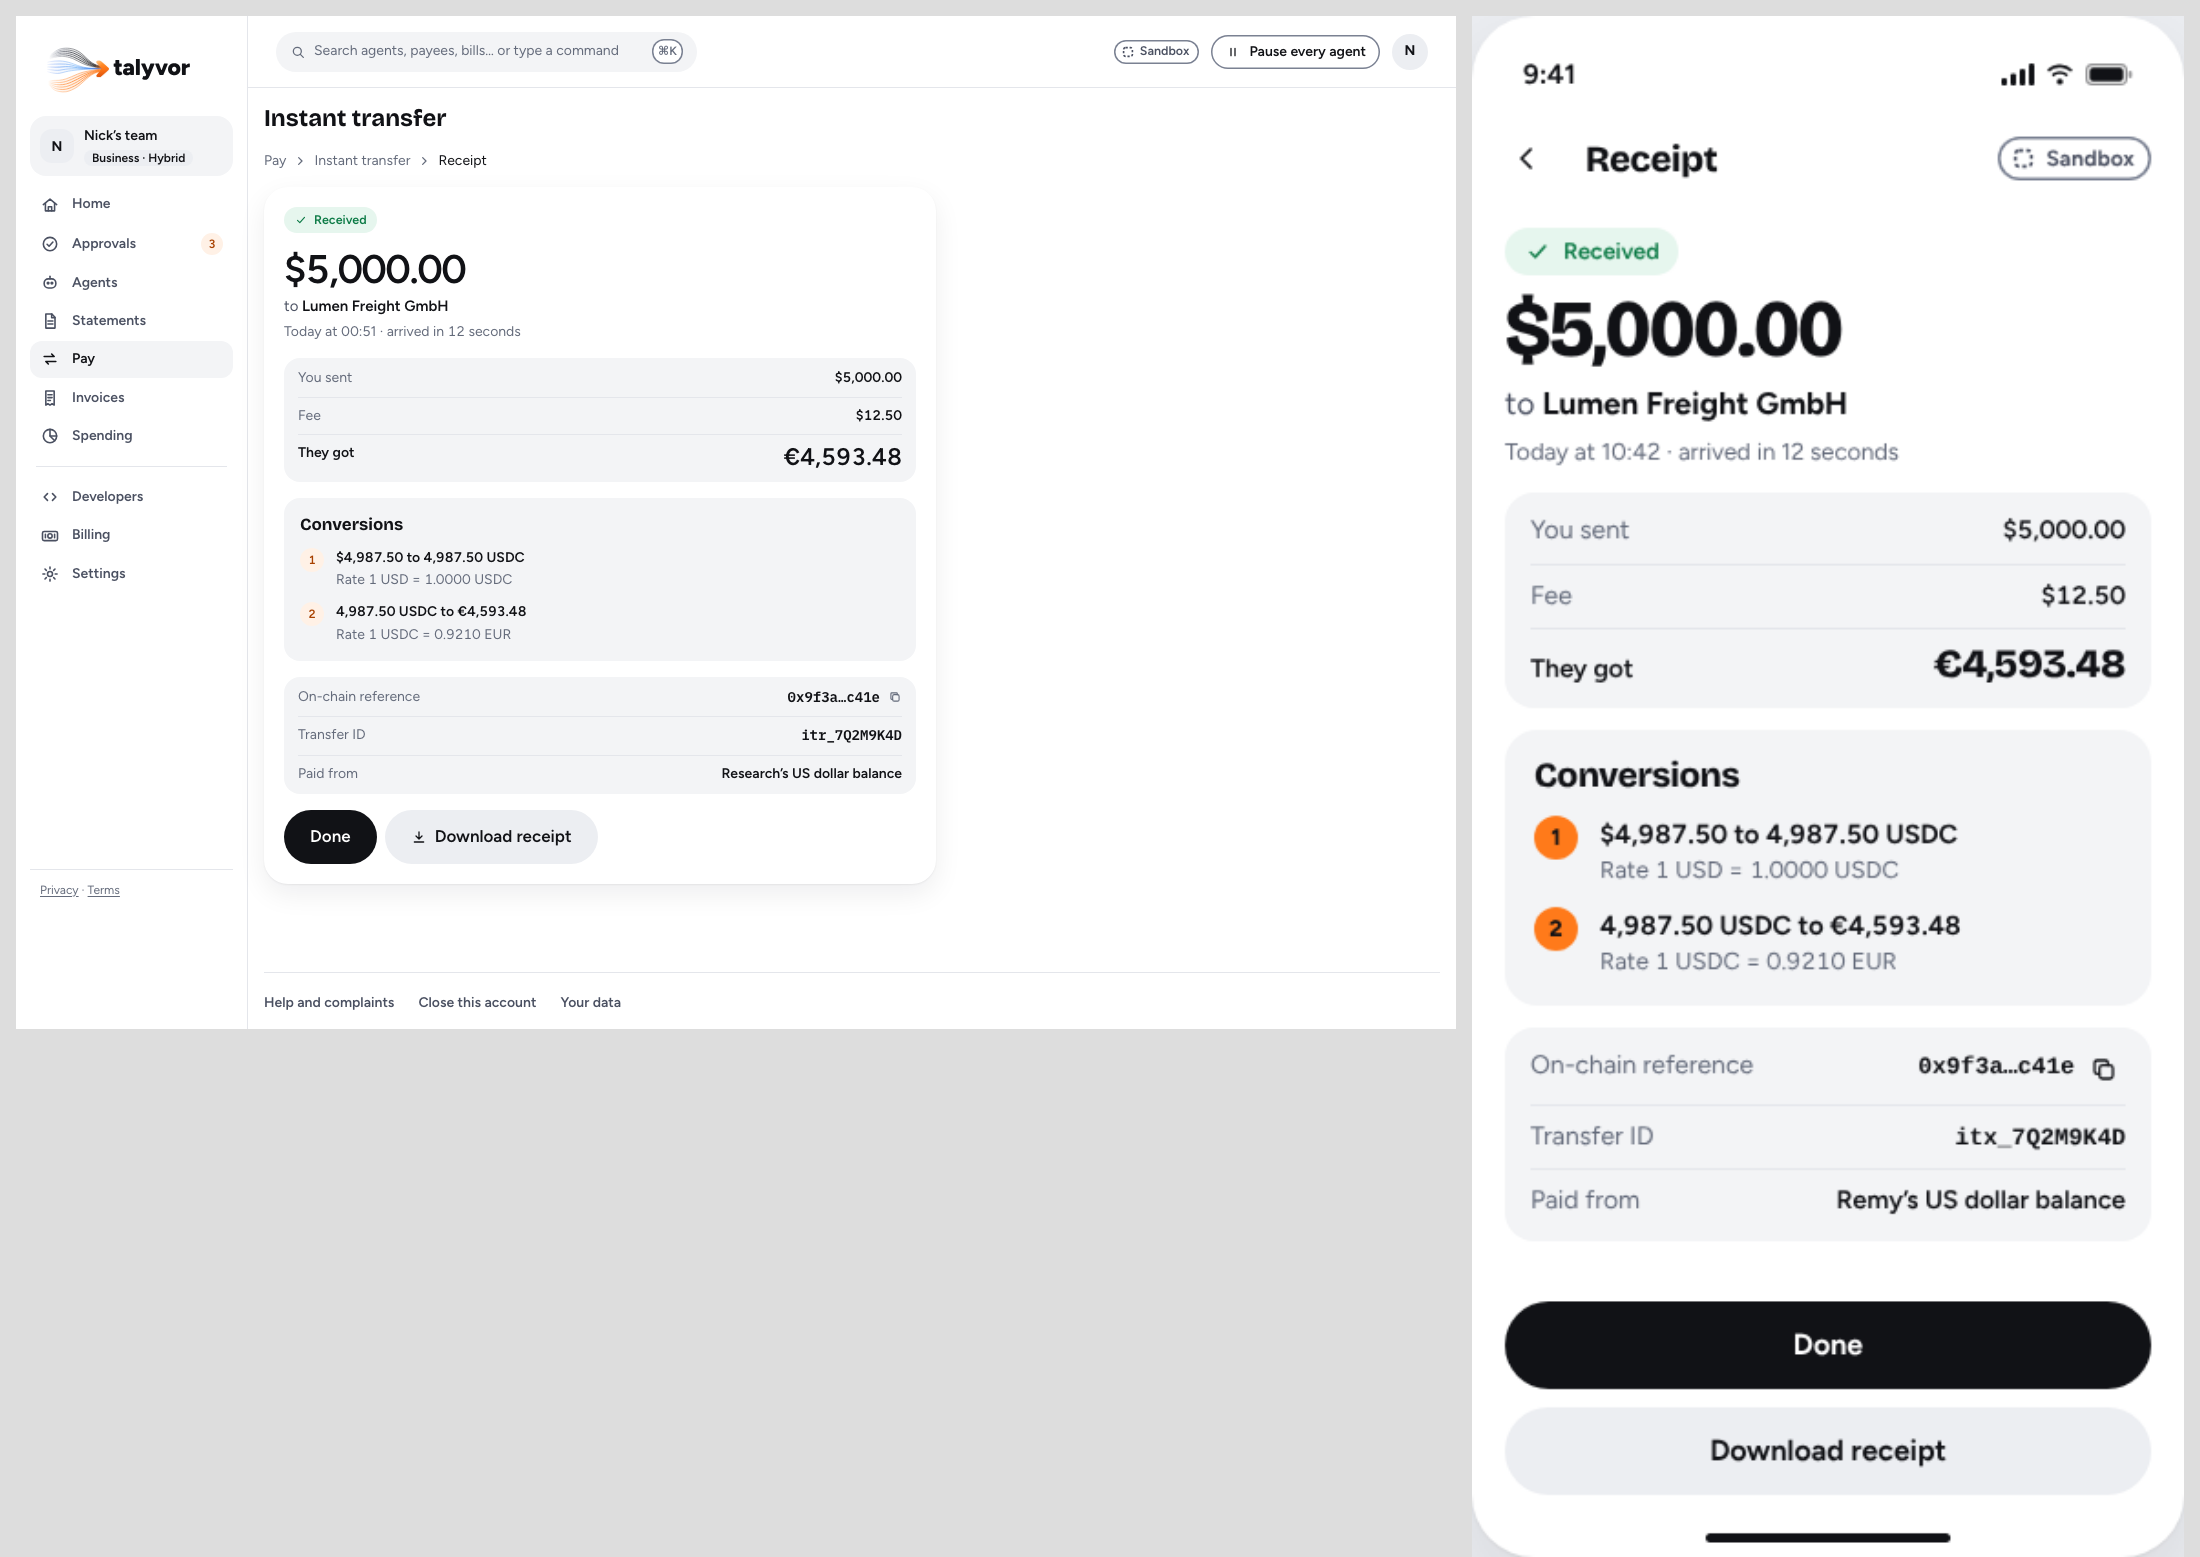 talyvor
N
Nick's team
Business · Hybrid
Home
Approvals
3
Agents
Statements
Pay
Invoices
Spending
Developers
Billing
Settings
Privacy · Terms
Search agents, payees, bills... or type a command
⌘K
Sandbox
Pause every agent
N
Instant transfer
Pay > Instant transfer > Receipt
Received
$5,000.00
to Lumen Freight GmbH
Today at 00:51 · arrived in 12 seconds
You sent $5,000.00
Fee $12.50
They got €4,593.48
Conversions
1 $4,987.50 to 4,987.50 USDC
Rate 1 USD = 1.0000 USDC
2 4,987.50 USDC to €4,593.48
Rate 1 USDC = 0.9210 EUR
On-chain reference 0x9f3a…c41e
Transfer ID itr_7Q2M9K4D
Paid from Research's US dollar balance
Done
Download receipt
Help and complaints
Close this account
Your data
9:41
Receipt
Sandbox
Received
$5,000.00
to Lumen Freight GmbH
Today at 10:42 · arrived in 12 seconds
You sent $5,000.00
Fee $12.50
They got €4,593.48
Conversions
1 $4,987.50 to 4,987.50 USDC
Rate 1 USD = 1.0000 USDC
2 4,987.50 USDC to €4,593.48
Rate 1 USDC = 0.9210 EUR
On-chain reference 0x9f3a…c41e
Transfer ID itx_7Q2M9K4D
Paid from Remy's US dollar balance
Done
Download receipt